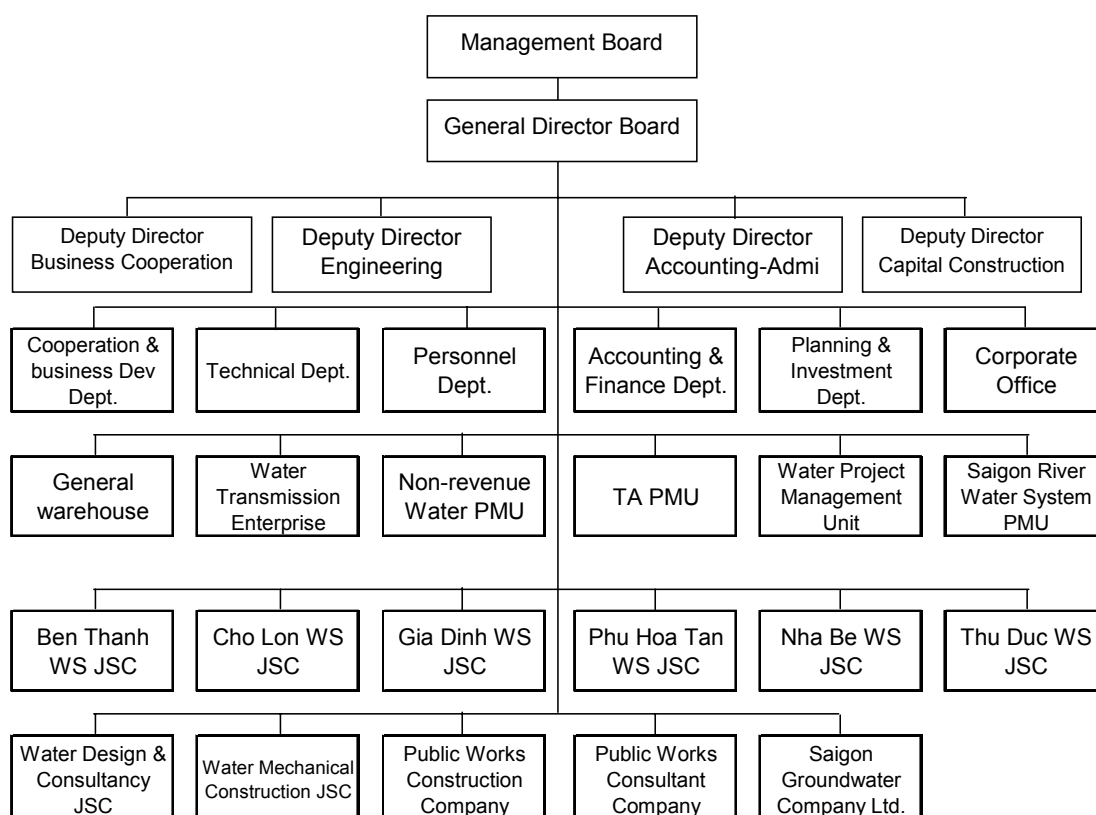 Management Board
General Director Board
Deputy Director
Business Cooperation
Deputy Director
Engineering
Deputy Director
Accounting-Admi
Deputy Director
Capital Construction
Cooperation &
business Dev
Dept.
Technical Dept.
Personnel
Dept.
Accounting &
Finance Dept.
Planning &
Investment
Dept.
Corporate
Office
General
warehouse
Water
Transmission
Enterprise
Non-revenue
Water PMU
TA PMU
Water Project
Management
Unit
Saigon River
Water System
PMU
Ben Thanh
WS JSC
Cho Lon WS
JSC
Gia Dinh WS
JSC
Phu Hoa Tan
WS JSC
Nha Be WS
JSC
Thu Duc WS
JSC
Water Design &
Consultancy
JSC
Water Mechanical
Construction JSC
Public Works
Construction
Company
Public Works
Consultant
Company
Saigon
Groundwater
Company Ltd.